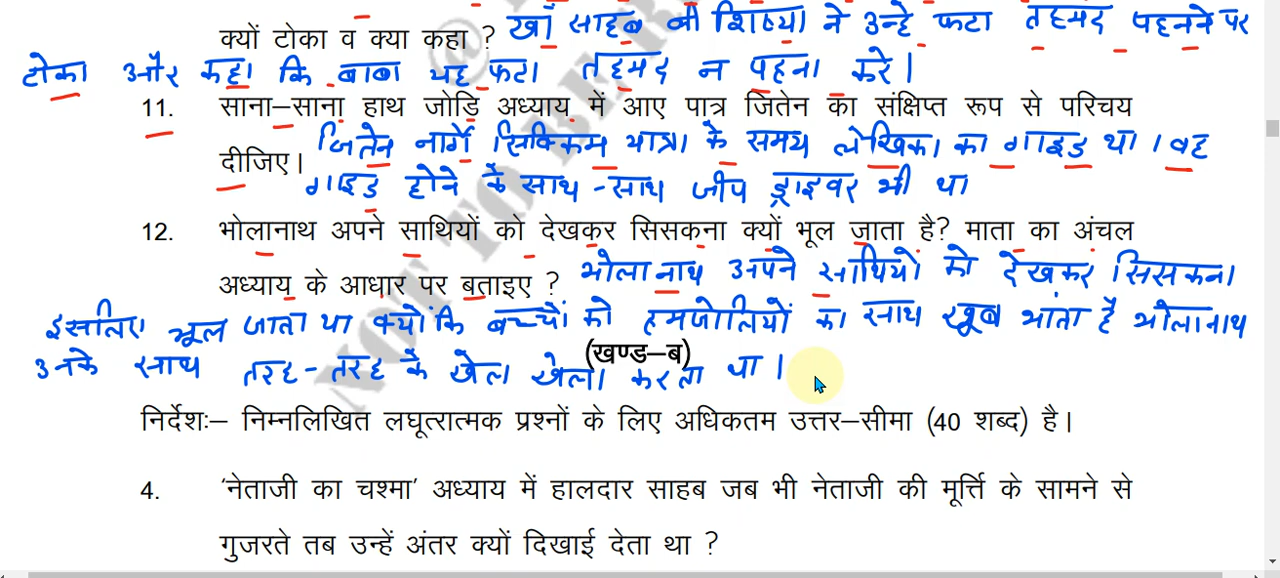 क्यों टोका व क्या कहा ? खाँ साहब की शिष्या ने उन्हे फटा तहमद पहनने पर
टोका और कहा कि बाबा यह फटा तहमद न पहना करे।
11. साना–साना हाथ जोड़ि अध्याय में आए पात्र जितेन का संक्षिप्त रूप से परिचय
दीजिए। जितेन नार्गे सिक्किम यात्रा के समय लेखिका का गाइड था। वह
गाइड होने के साथ-साथ जीप ड्राइवर भी था
12. भोलानाथ अपने साथियों को देखकर सिसकना क्यों भूल जाता है? माता का अंचल
अध्याय के आधार पर बताइए ? भोलानाथ अपने साथियों को देखकर सिसकना
इसलिए भूल जाता था क्योंकि बच्चों को हमजोलियों का साथ खूब भांता है भोलानाथ
(खण्ड–ब)
उनके साथ तरह-तरह के खेल खेला करता था।
निर्देशः– निम्नलिखित लघूत्रात्मक प्रश्नों के लिए अधिकतम उत्तर–सीमा (40 शब्द) है।
4. 'नेताजी का चश्मा' अध्याय में हालदार साहब जब भी नेताजी की मूर्त्ति के सामने से
गुजरते तब उन्हें अंतर क्यों दिखाई देता था ?
NOT TO BE R
@